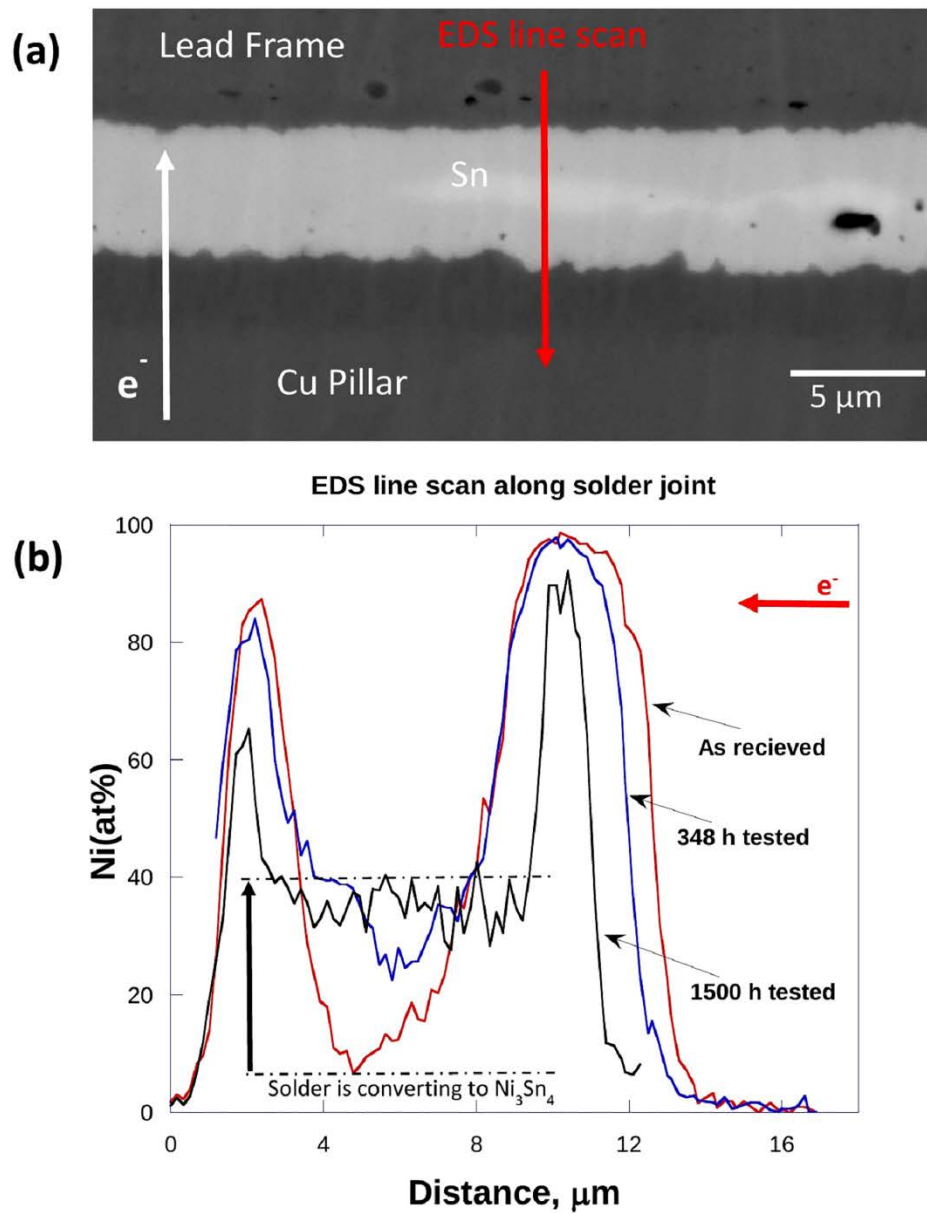 (a)
Lead Frame
EDS line scan
Sn
e-
Cu Pillar
5 μm
EDS line scan along solder joint
(b)
100
80
60
40
20
0
Ni(at%)
e-
As recieved
348 h tested
1500 h tested
Solder is converting to Ni₃Sn₄
0
4
8
12
16
Distance, μm